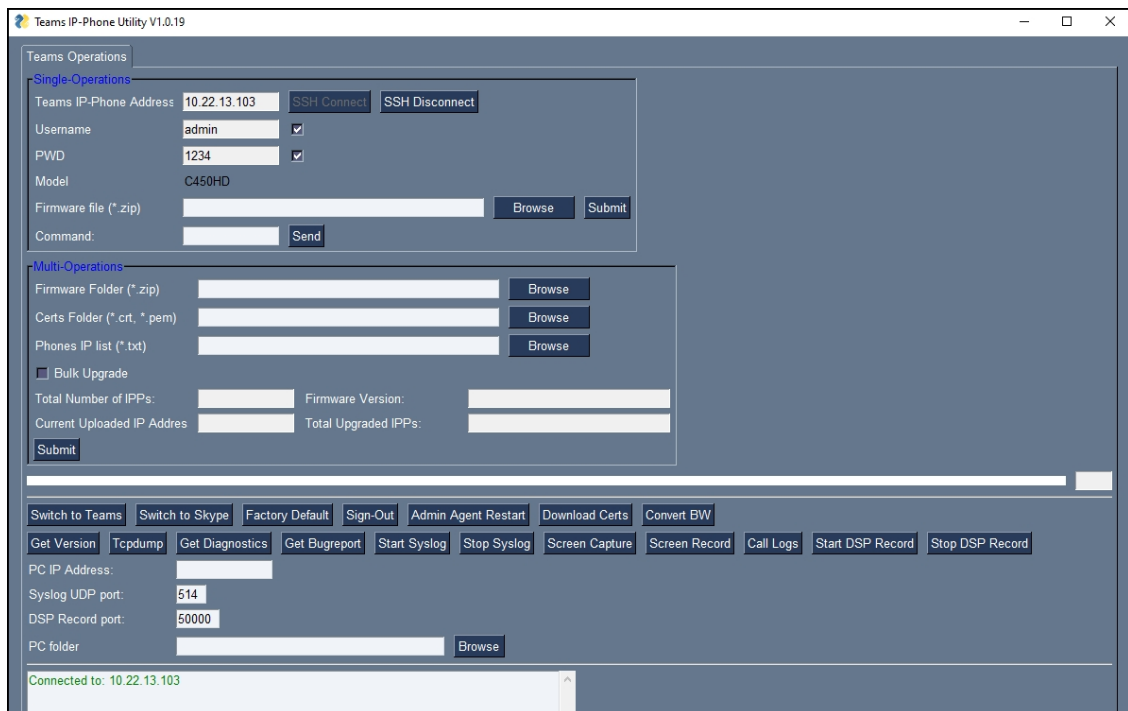 Teams IP-Phone Utility V1.0.19
Teams Operations
Single-Operations
Teams IP-Phone Address 10.22.13.103 SSH Connect SSH Disconnect
Username admin
PWD 1234
Model C450HD
Firmware file (*.zip) Browse Submit
Command: Send
Multi-Operations
Firmware Folder (*.zip) Browse
Certs Folder (*.crt, *.pem) Browse
Phones IP list (*.txt) Browse
Bulk Upgrade
Total Number of IPPs: Firmware Version:
Current Uploaded IP Addres Total Upgraded IPPs:
Submit
Switch to Teams Switch to Skype Factory Default Sign-Out Admin Agent Restart Download Certs Convert BW
Get Version Tcpdump Get Diagnostics Get Bugreport Start Syslog Stop Syslog Screen Capture Screen Record Call Logs Start DSP Record Stop DSP Record
PC IP Address:
Syslog UDP port: 514
DSP Record port: 50000
PC folder Browse
Connected to: 10.22.13.103